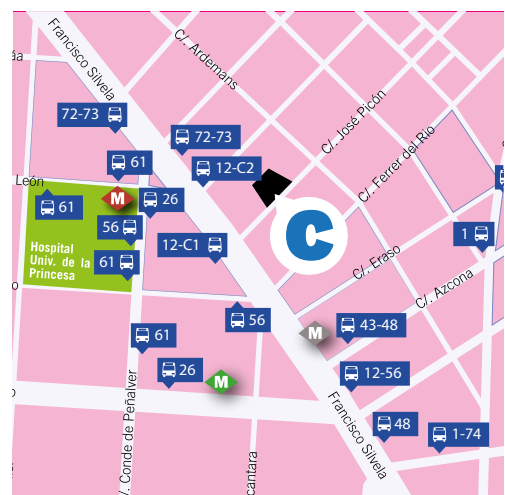 Francisco Silvela
C/. Ardemans
72-73
72-73
C/. José Picón
61
12-C2
C/. Ferrer del Rio
León
M
26
61
56
C
1
12-C1
Hospital
Univ. de la
Princesa
61
C/. Eraso
C/. Azcona
56
M
43-48
61
26
M
12-56
Francisco Silvela
48
1-74
/. Conde de Peñalver
cantara